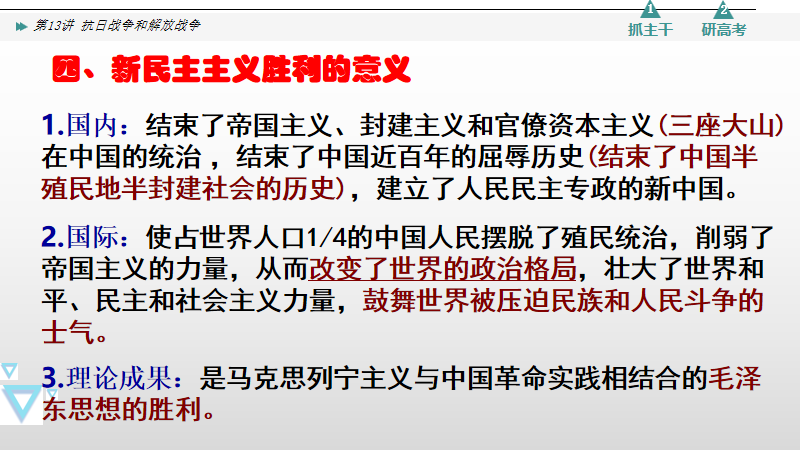 第13讲 抗日战争和解放战争
1
抓主干
2
研高考
四、新民主主义胜利的意义
1.国内：结束了帝国主义、封建主义和官僚资本主义(三座大山)
在中国的统治 ，结束了中国近百年的屈辱历史(结束了中国半
殖民地半封建社会的历史)，建立了人民民主专政的新中国。
2.国际：使占世界人口1/4的中国人民摆脱了殖民统治，削弱了
帝国主义的力量，从而改变了世界的政治格局，壮大了世界和
平、民主和社会主义力量，鼓舞世界被压迫民族和人民斗争的
士气。
3.理论成果：是马克思列宁主义与中国革命实践相结合的毛泽
东思想的胜利。